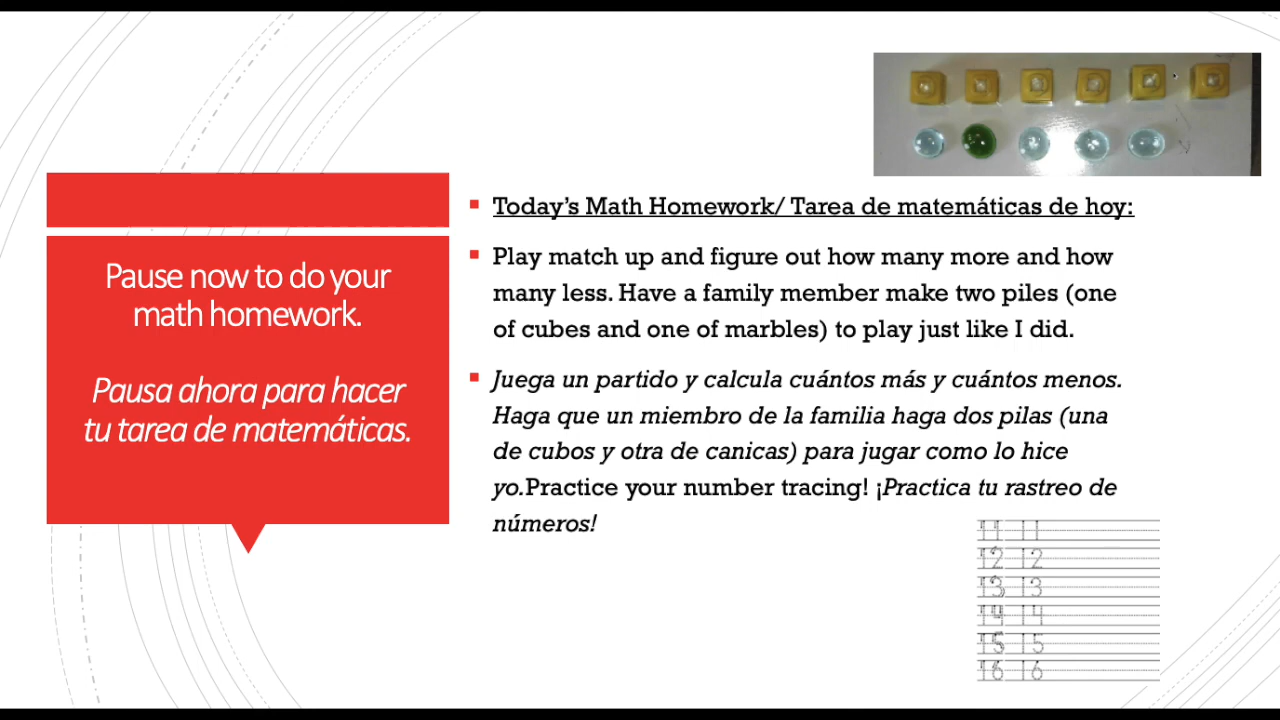 Pause now to do your
math homework.
Pausa ahora para hacer
tu tarea de matemáticas.
Today's Math Homework/ Tarea de matemáticas de hoy:
Play match up and figure out how many more and how
many less. Have a family member make two piles (one
of cubes and one of marbles) to play just like I did.
Juega un partido y calcula cuántos más y cuántos menos.
Haga que un miembro de la familia haga dos pilas (una
de cubos y otra de canicas) para jugar como lo hice
yo.Practice your number tracing! ¡Practica tu rastreo de
números!
11 11
12 12
13 13
14 14
15 15
16 16